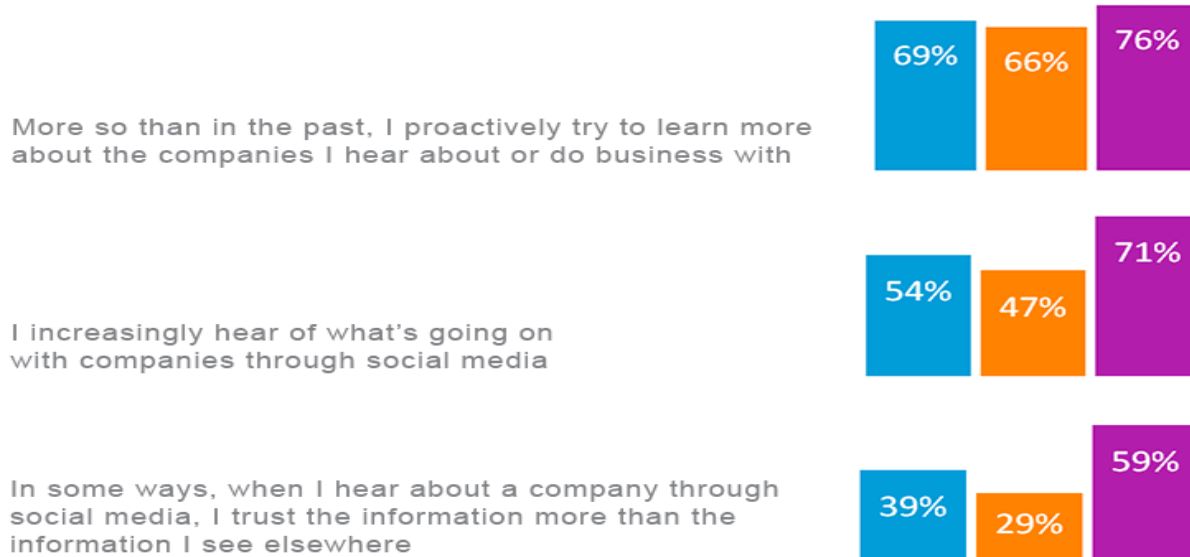 69%
66%
76%
More so than in the past, I proactively try to learn more
about the companies I hear about or do business with
71%
54%
47%
I increasingly hear of what's going on
with companies through social media
59%
39%
29%
In some ways, when I hear about a company through
social media, I trust the information more than the
information I see elsewhere